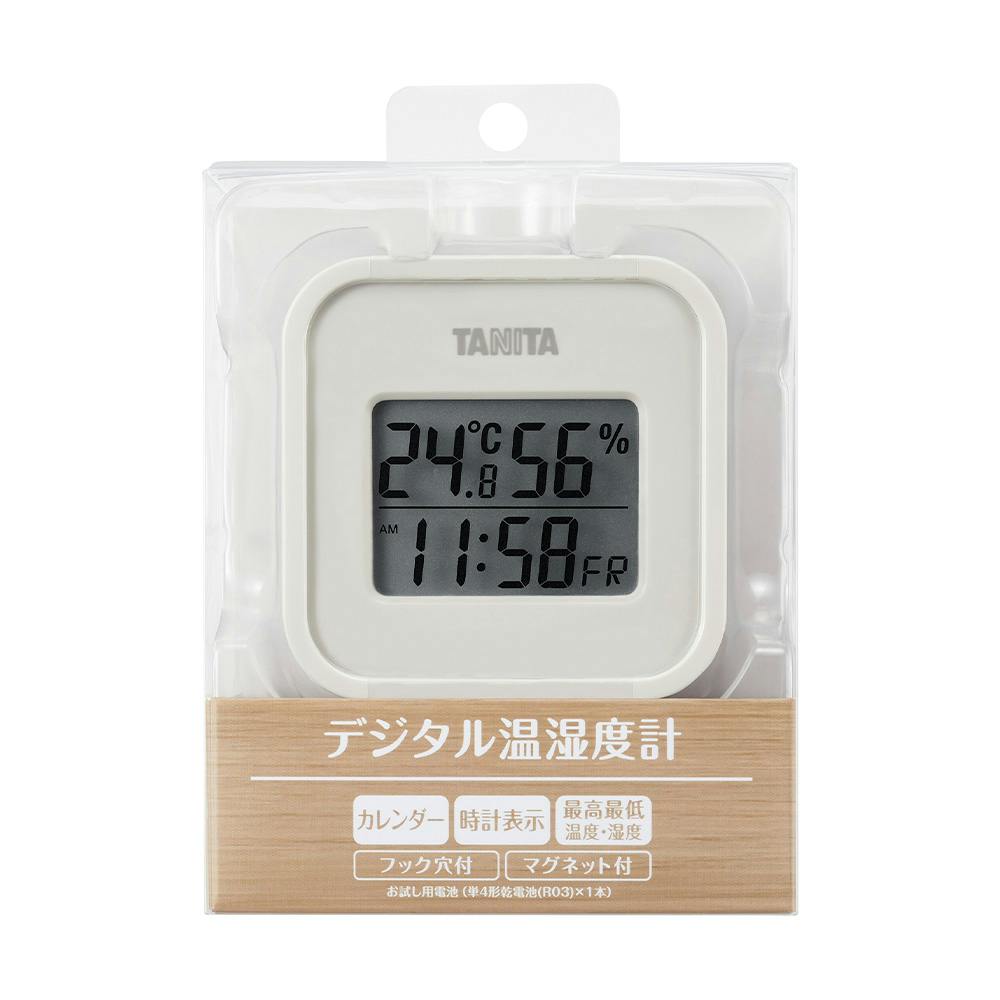 TANITA
24.8℃ 56%
AM 11:58 FR
デジタル温湿度計
カレンダー 時計表示 最高最低
温度・湿度
フック穴付 マグネット付
お試し用電池(単4形乾電池(R03)×1本)